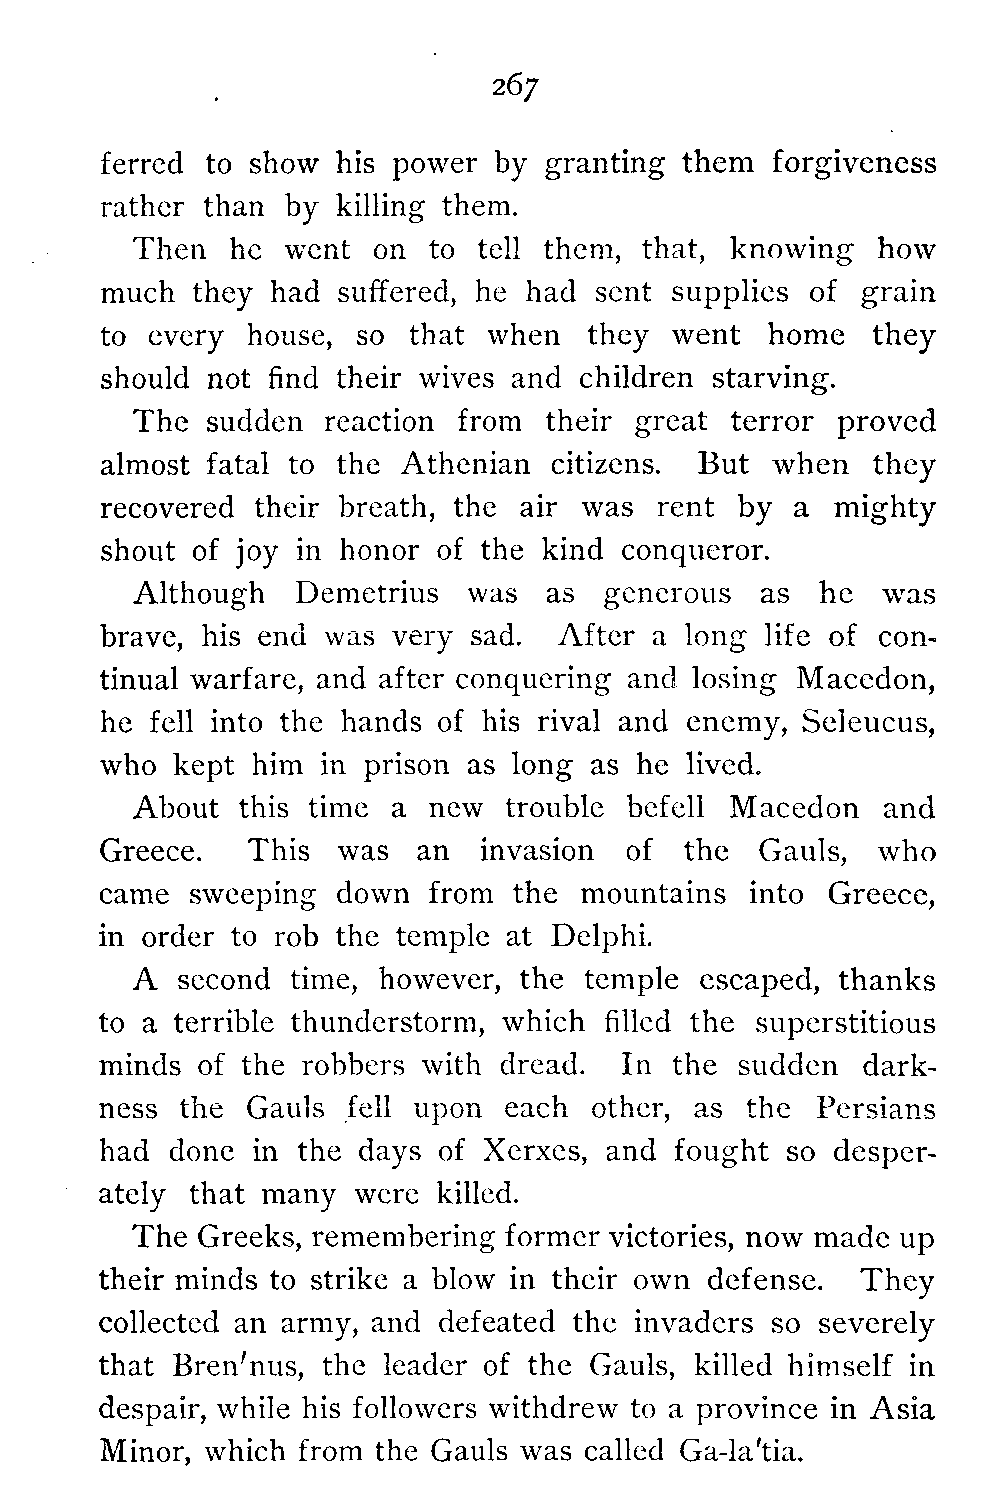 267
ferred to show his power by granting them forgiveness
rather than by killing them.
Then he went on to tell them, that, knowing how
much they had suffered, he had sent supplies of grain
to every house, so that when they went home they
should not find their wives and children starving.
The sudden reaction from their great terror proved
almost fatal to the Athenian citizens. But when they
recovered their breath, the air was rent by a mighty
shout of joy in honor of the kind conqueror.
Although Demetrius was as generous as he was
brave, his end was very sad. After a long life of con-
tinual warfare, and after conquering and losing Macedon,
he fell into the hands of his rival and enemy, Seleucus,
who kept him in prison as long as he lived.
About this time a new trouble befell Macedon and
Greece. This was an invasion of the Gauls, who
came sweeping down from the mountains into Greece,
in order to rob the temple at Delphi.
A second time, however, the temple escaped, thanks
to a terrible thunderstorm, which filled the superstitious
minds of the robbers with dread. In the sudden dark-
ness the Gauls fell upon each other, as the Persians
had done in the days of Xerxes, and fought so desper-
ately that many were killed.
The Greeks, remembering former victories, now made up
their minds to strike a blow in their own defense. They
collected an army, and defeated the invaders so severely
that Bren'nus, the leader of the Gauls, killed himself in
despair, while his followers withdrew to a province in Asia
Minor, which from the Gauls was called Ga-la'tia.